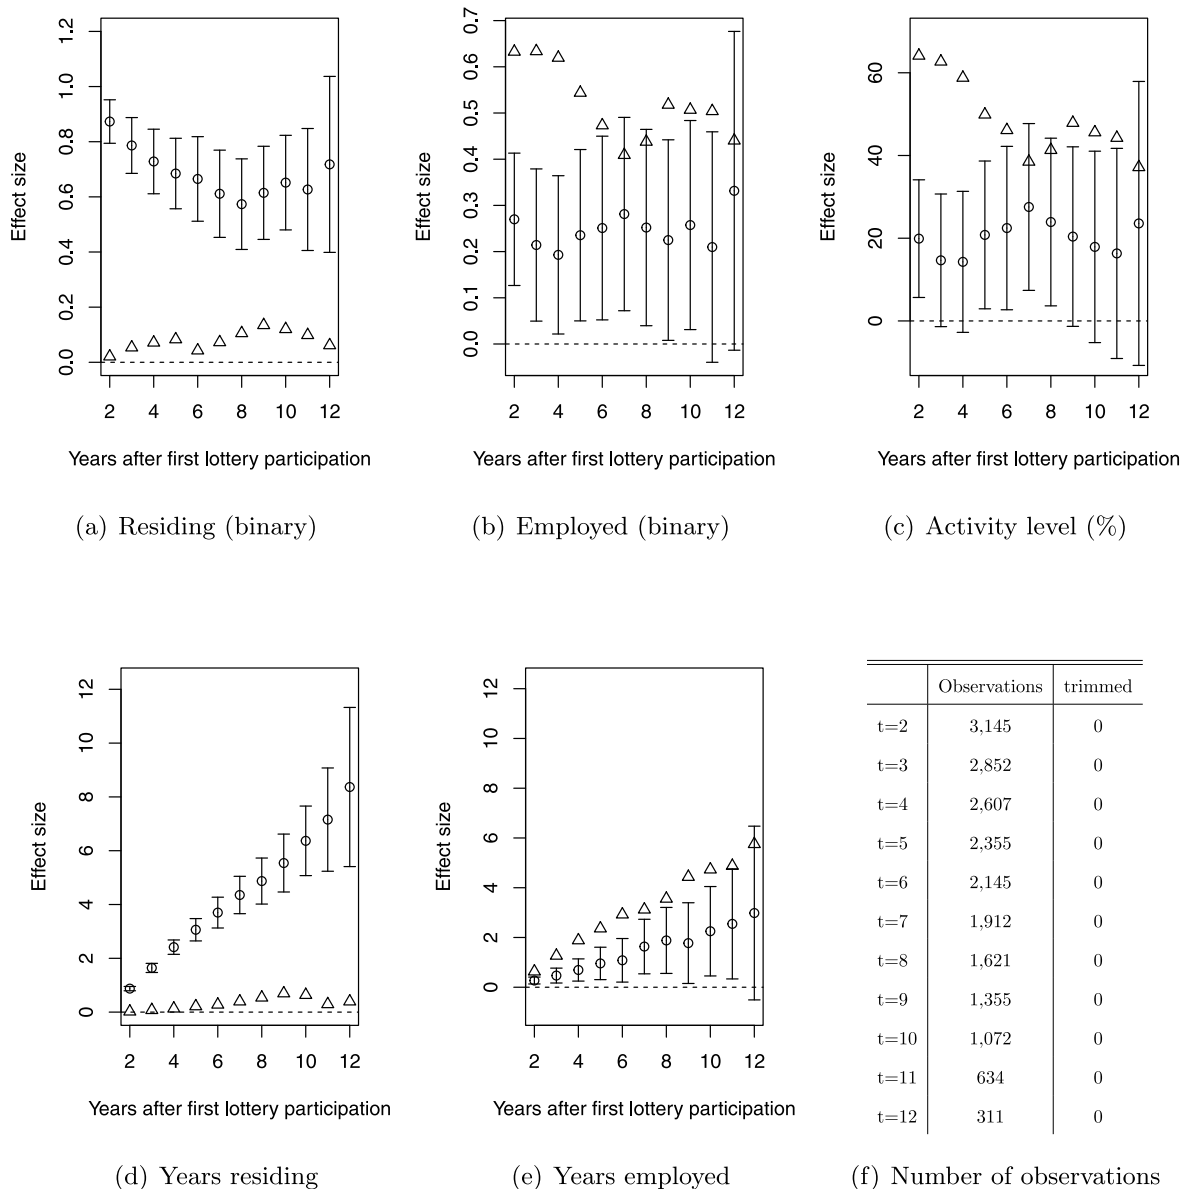 1.2
1.0
0.8
0.6
0.4
0.2
0.0
Effect size
2 4 6 8 10 12
Years after first lottery participation
(a) Residing (binary)
0.7
0.6
0.5
0.4
0.3
0.2
0.1
0.0
Effect size
2 4 6 8 10 12
Years after first lottery participation
(b) Employed (binary)
60
40
20
0
Effect size
2 4 6 8 10 12
Years after first lottery participation
(c) Activity level (%)
12
10
8
6
4
2
0
Effect size
2 4 6 8 10 12
Years after first lottery participation
(d) Years residing
12
10
8
6
4
2
0
Effect size
2 4 6 8 10 12
Years after first lottery participation
(e) Years employed
Observations trimmed
t=2 3,145 0
t=3 2,852 0
t=4 2,607 0
t=5 2,355 0
t=6 2,145 0
t=7 1,912 0
t=8 1,621 0
t=9 1,355 0
t=10 1,072 0
t=11 634 0
t=12 311 0
(f) Number of observations